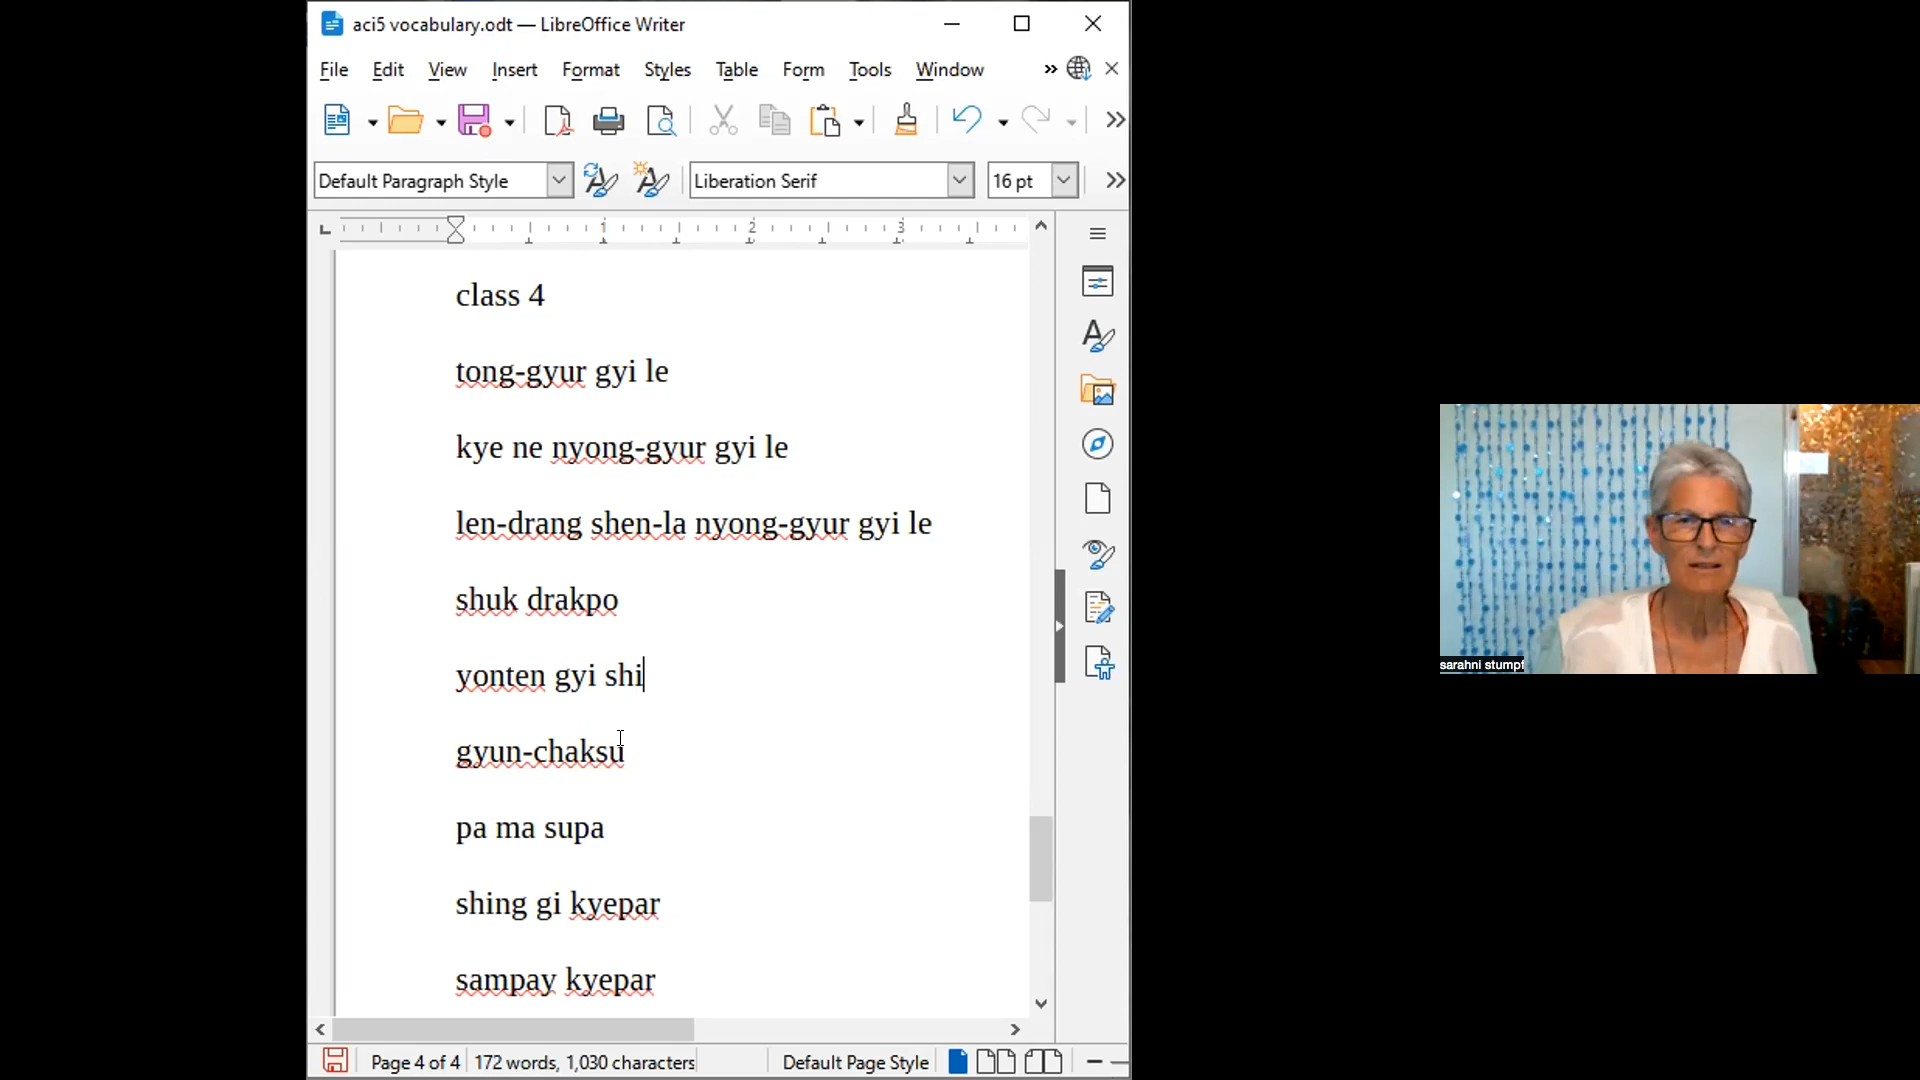 aci5 vocabulary.odt — LibreOffice Writer
File Edit View Insert Format Styles Table Form Tools Window
Default Paragraph Style
Liberation Serif
16 pt
1 2 3
class 4
tong-gyur gyi le
kye ne nyong-gyur gyi le
len-drang shen-la nyong-gyur gyi le
shuk drakpo
yonten gyi shi
gyun-chaksu
pa ma supa
shing gi kyepar
sampay kyepar
Page 4 of 4
172 words, 1,030 characters
Default Page Style
sarahni stumpf